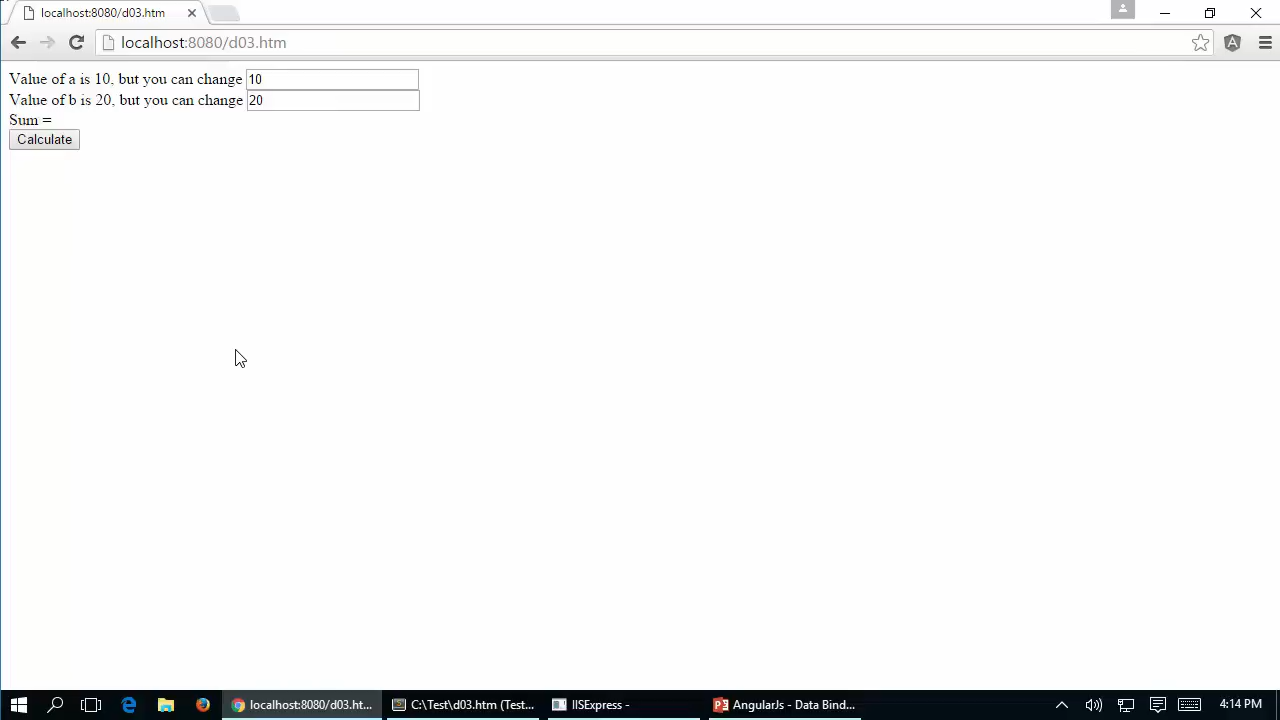 localhost:8080/d03.htm
localhost:8080/d03.htm
Value of a is 10, but you can change 10
Value of b is 20, but you can change 20
Sum =
Calculate
localhost:8080/d03.ht...
C:\Test\d03.htm (Test...
IISExpress -
AngularJs - Data Bind...
4:14 PM